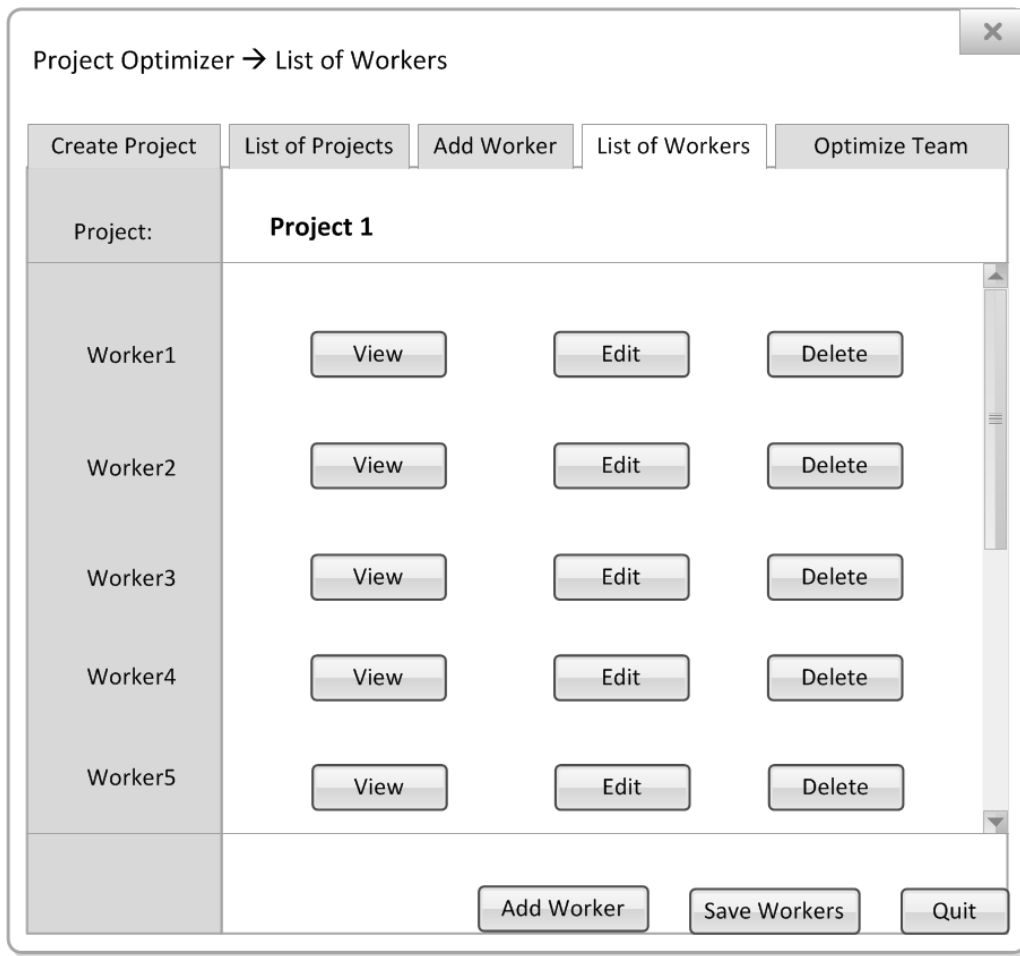 Project Optimizer → List of Workers
Create Project List of Projects Add Worker List of Workers Optimize Team
Project: Project 1
Worker1 View Edit Delete
Worker2 View Edit Delete
Worker3 View Edit Delete
Worker4 View Edit Delete
Worker5 View Edit Delete
Add Worker Save Workers Quit